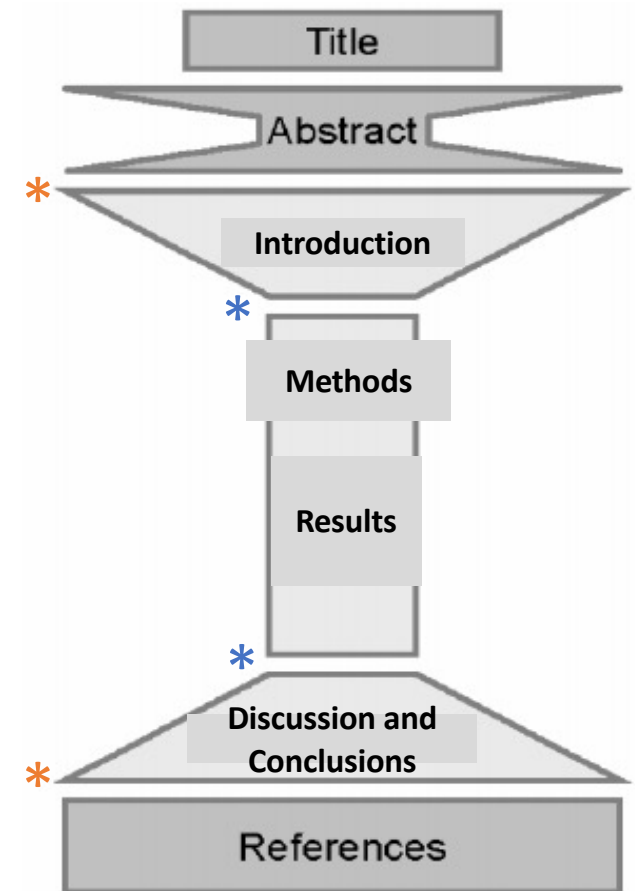 Title
Abstract
*
Introduction
*
Methods
Results
*
Discussion and
Conclusions
*
References